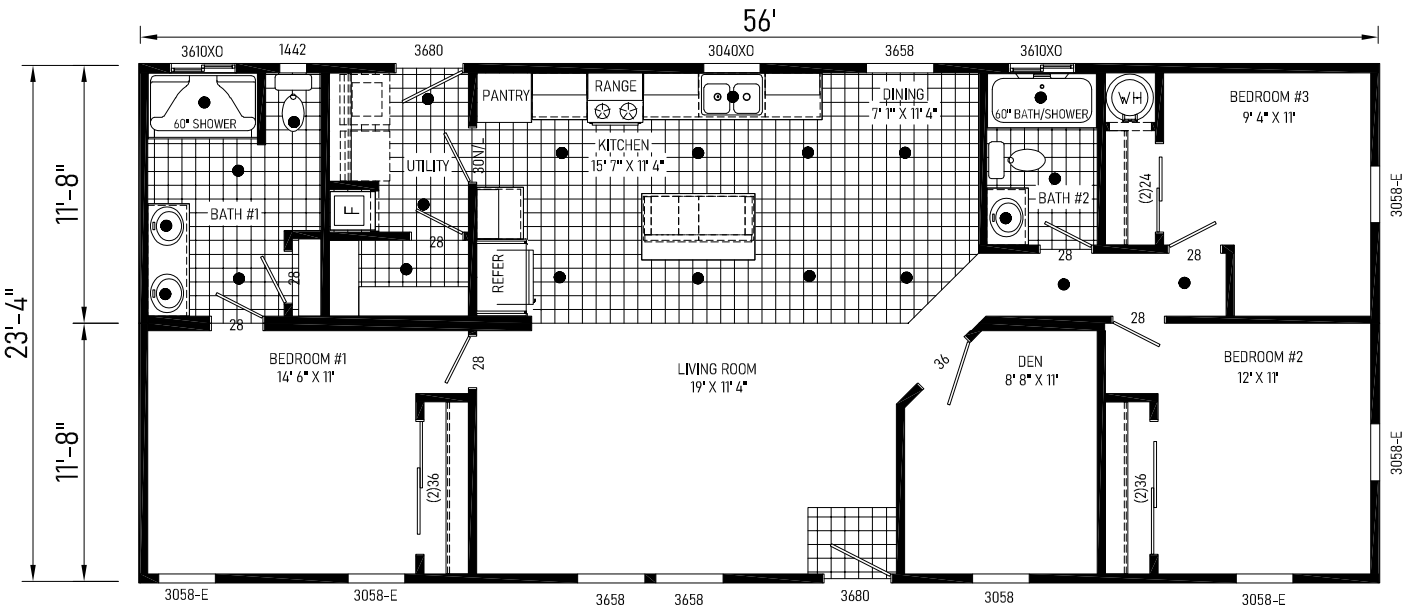 56'
3610XO
1442
3680
3040XO
3658
3610XO
11'-8"
23'-4"
11'-8"
60" SHOWER
BATH #1
28
28
UTILITY
30N/L
F
28
PANTRY
RANGE
KITCHEN
15' 7" X 11' 4"
REFER
DINING
7' 1" X 11' 4"
60" BATH/SHOWER
BATH #2
28
WH
(2)24
BEDROOM #3
9' 4" X 11'
28
3058-E
BEDROOM #1
14' 6" X 11'
28
(2)36
LIVING ROOM
19' X 11' 4"
36
DEN
8' 8" X 11'
28
BEDROOM #2
12' X 11'
(2)36
3058-E
3058-E
3058-E
3658
3658
3680
3058
3058-E